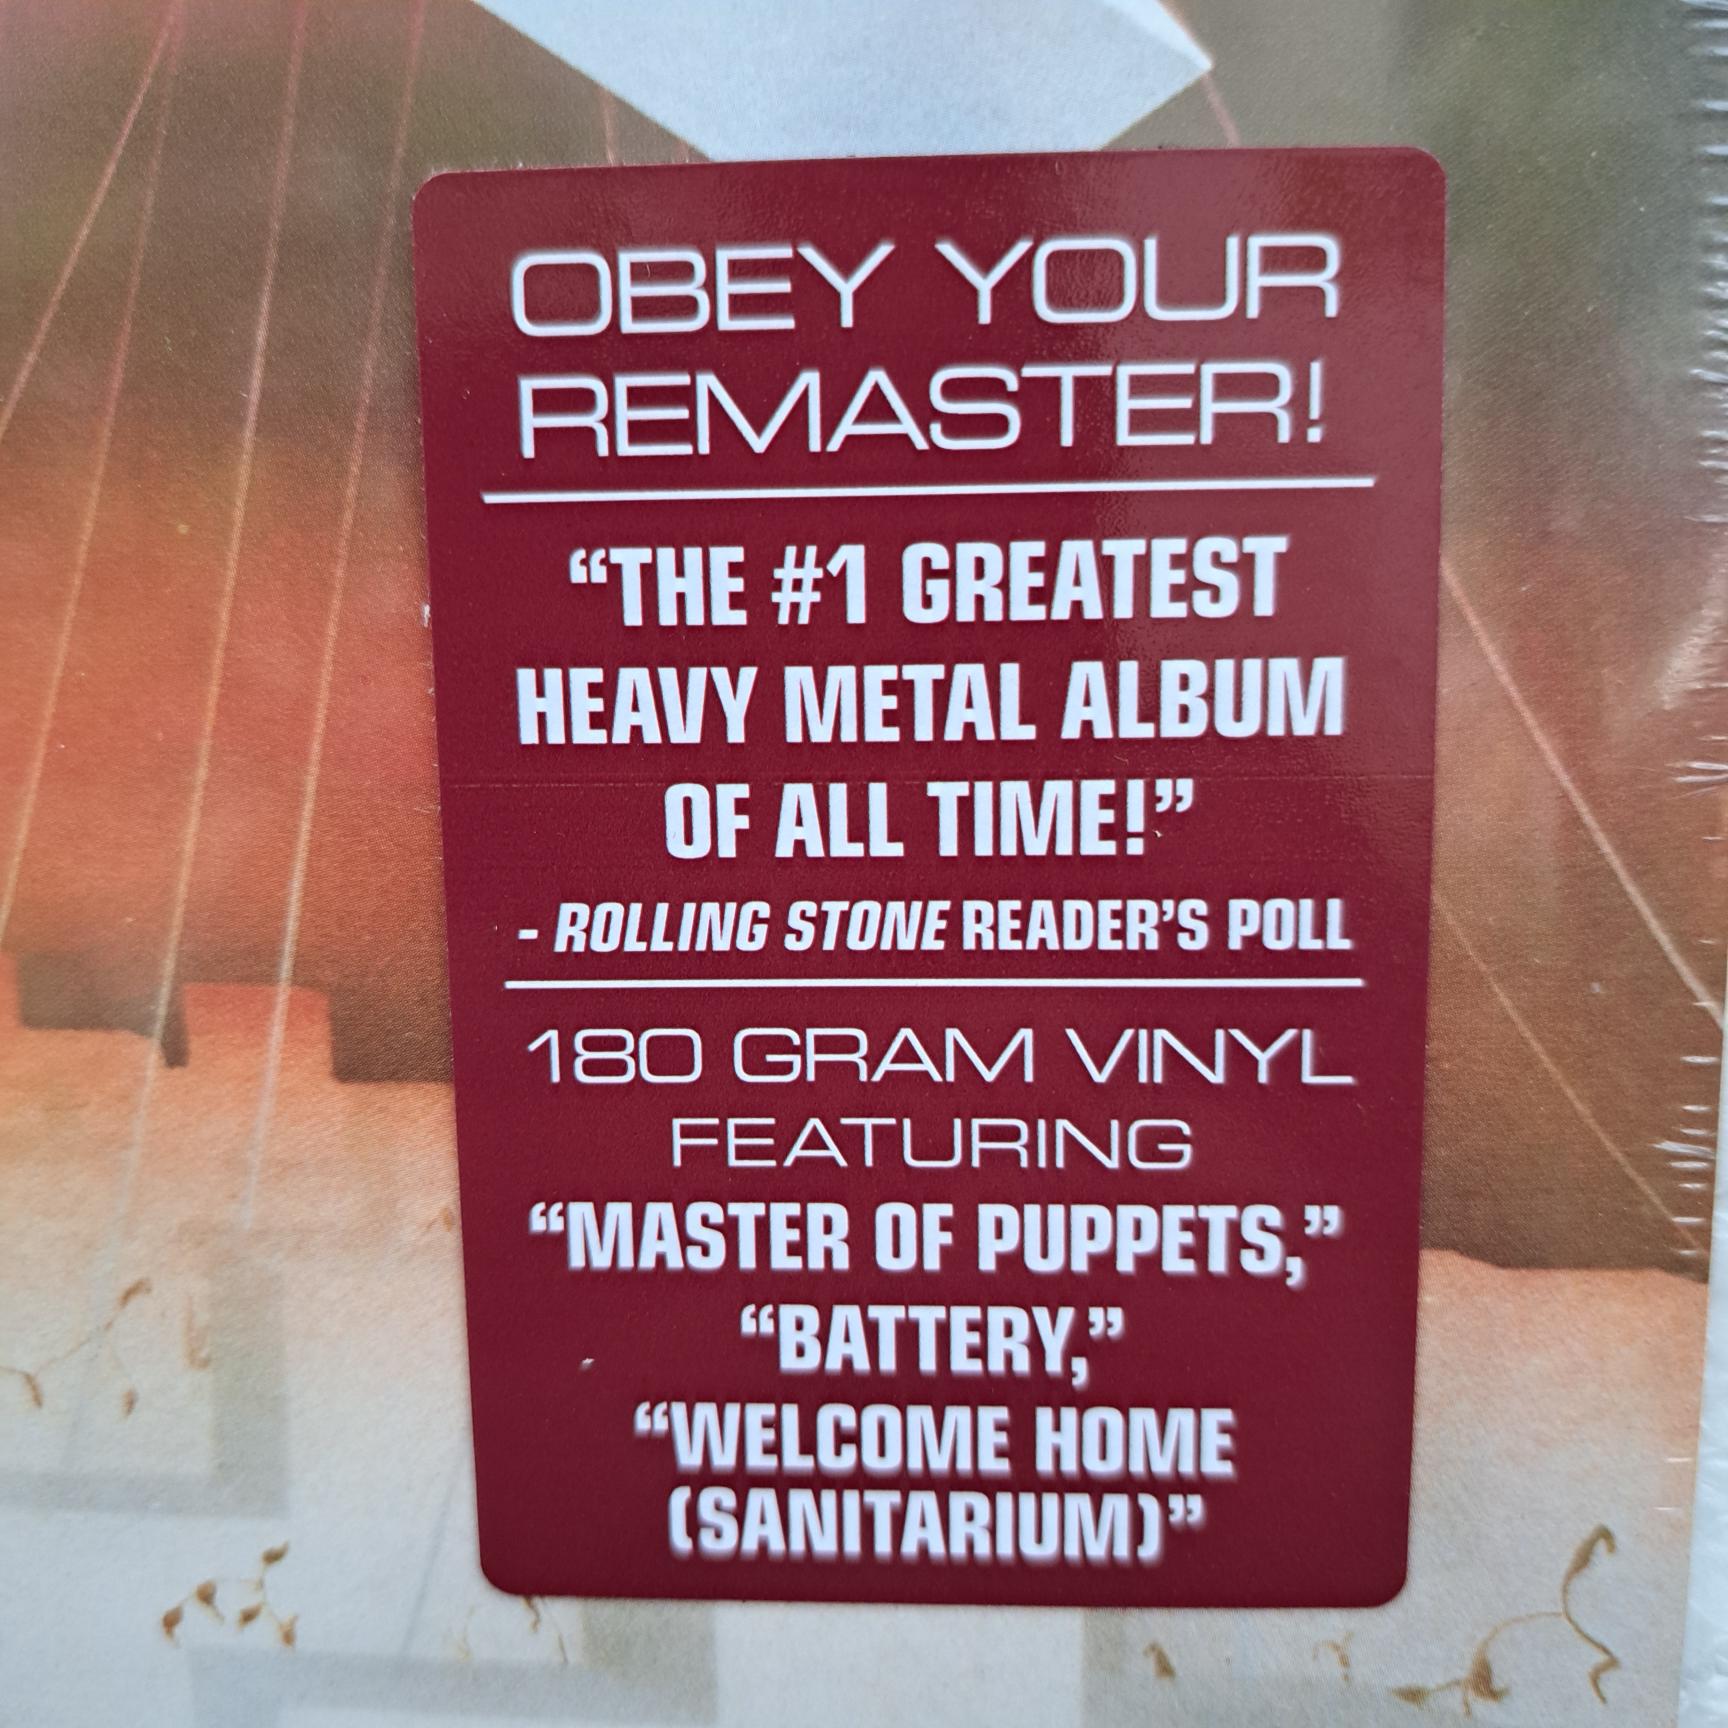 OBEY YOUR
REMASTER!
“THE #1 GREATEST
HEAVY METAL ALBUM
OF ALL TIME!”
- ROLLING STONE READER’S POLL
180 GRAM VINYL
FEATURING
“MASTER OF PUPPETS,”
“BATTERY,”
“WELCOME HOME
(SANITARIUM)”